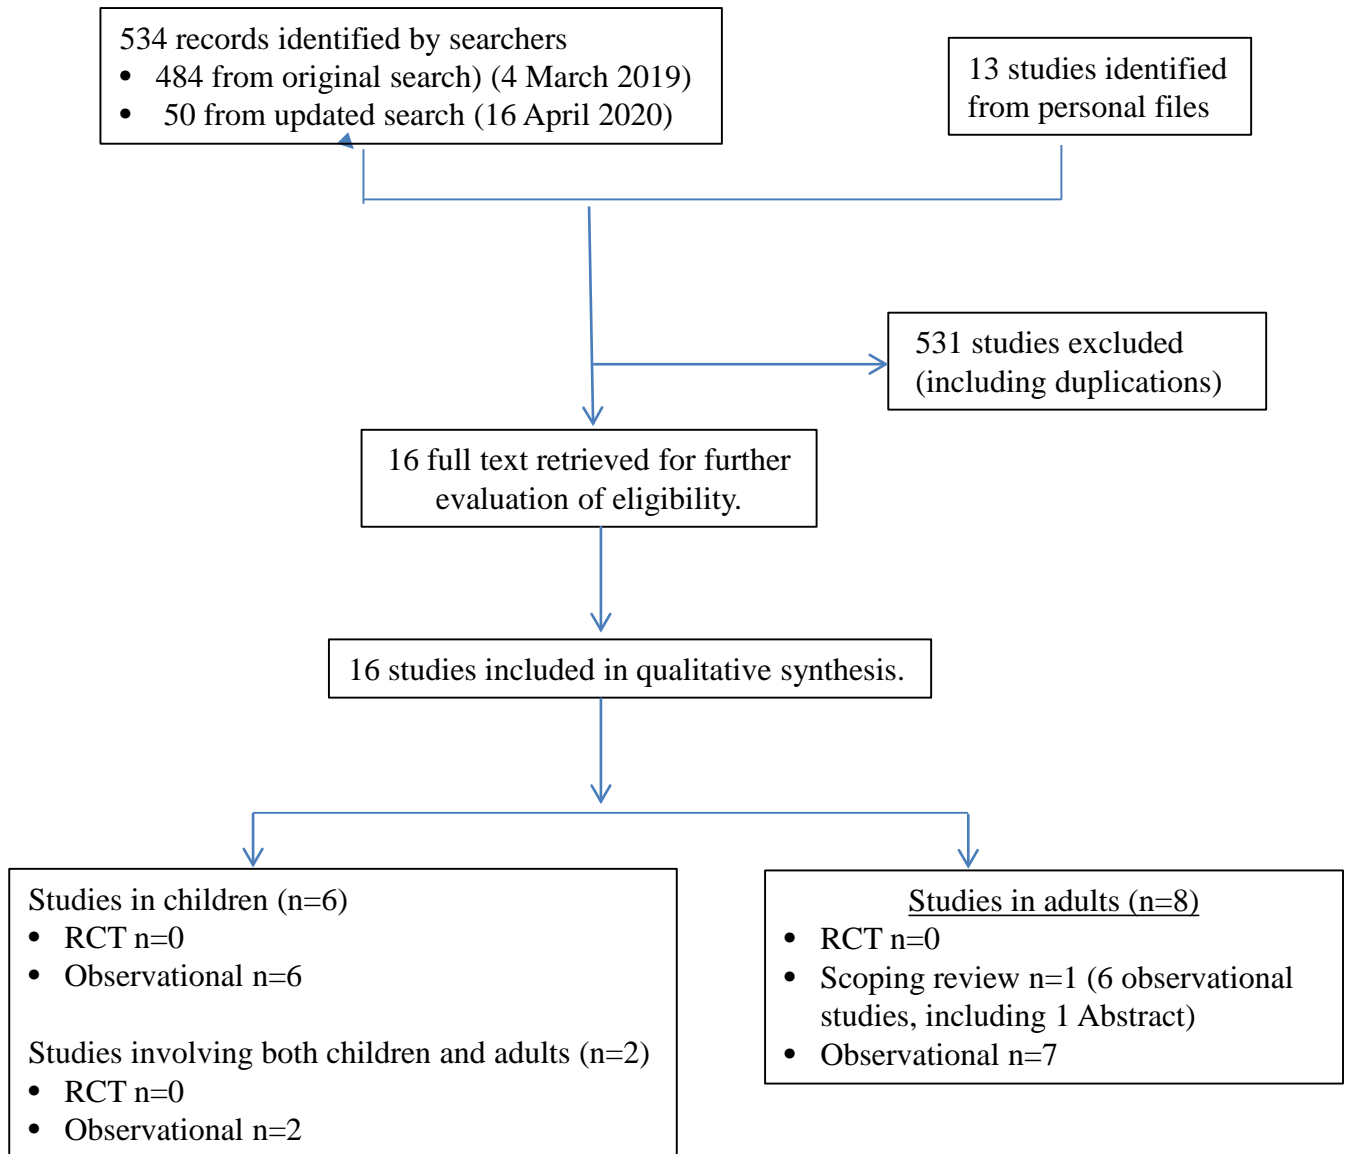 534 records identified by searchers
• 484 from original search) (4 March 2019)
• 50 from updated search (16 April 2020)
13 studies identified
from personal files
531 studies excluded
(including duplications)
16 full text retrieved for further
evaluation of eligibility.
16 studies included in qualitative synthesis.
Studies in children (n=6)
• RCT n=0
• Observational n=6
Studies involving both children and adults (n=2)
• RCT n=0
• Observational n=2
Studies in adults (n=8)
• RCT n=0
• Scoping review n=1 (6 observational
studies, including 1 Abstract)
• Observational n=7